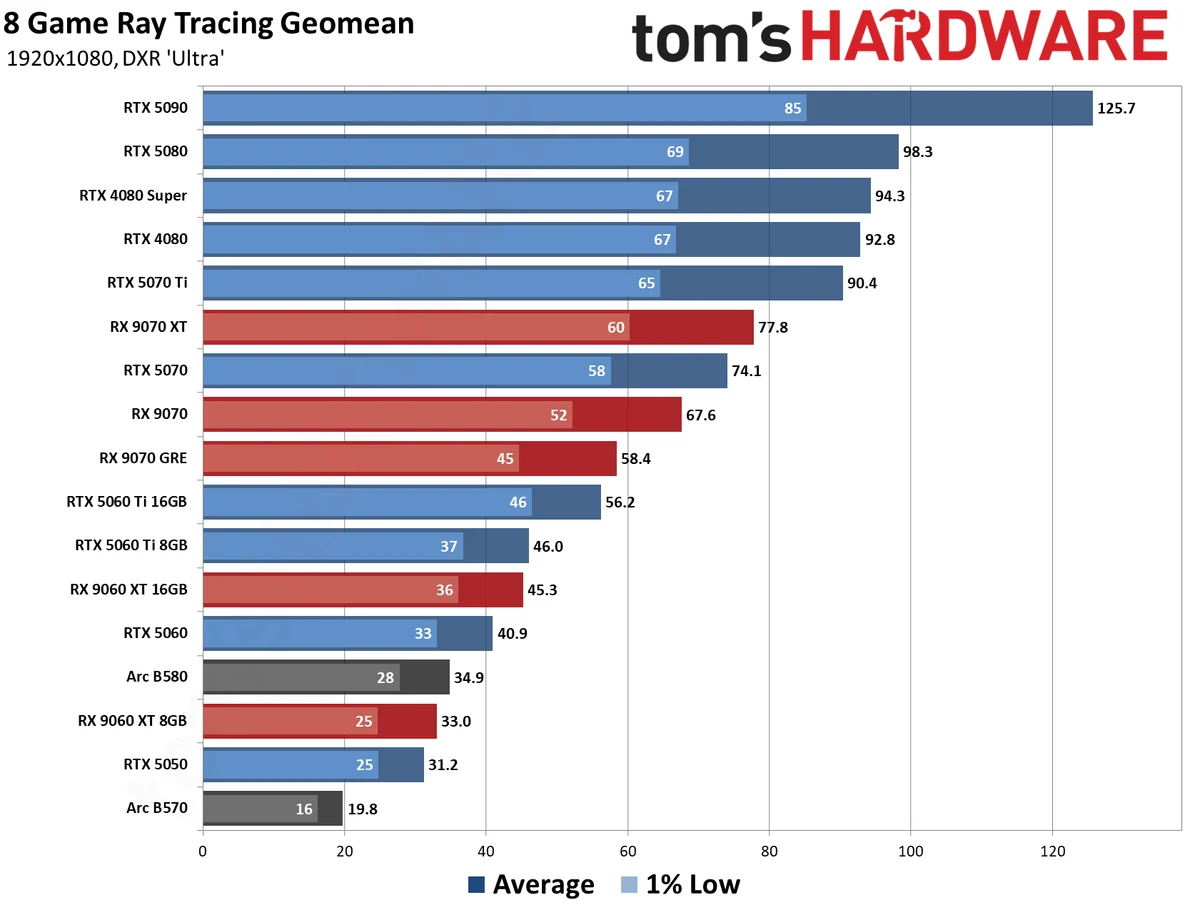 8 Game Ray Tracing Geomean
tom's HARDWARE
1920x1080, DXR 'Ultra'
RTX 5090 85 125.7
RTX 5080 69 98.3
RTX 4080 Super 67 94.3
RTX 4080 67 92.8
RTX 5070 Ti 65 90.4
RX 9070 XT 60 77.8
RTX 5070 58 74.1
RX 9070 52 67.6
RX 9070 GRE 45 58.4
RTX 5060 Ti 16GB 46 56.2
RTX 5060 Ti 8GB 37 46.0
RX 9060 XT 16GB 36 45.3
RTX 5060 33 40.9
Arc B580 28 34.9
RX 9060 XT 8GB 25 33.0
RTX 5050 25 31.2
Arc B570 16 19.8
0 20 40 60 80 100 120
Average 1% Low